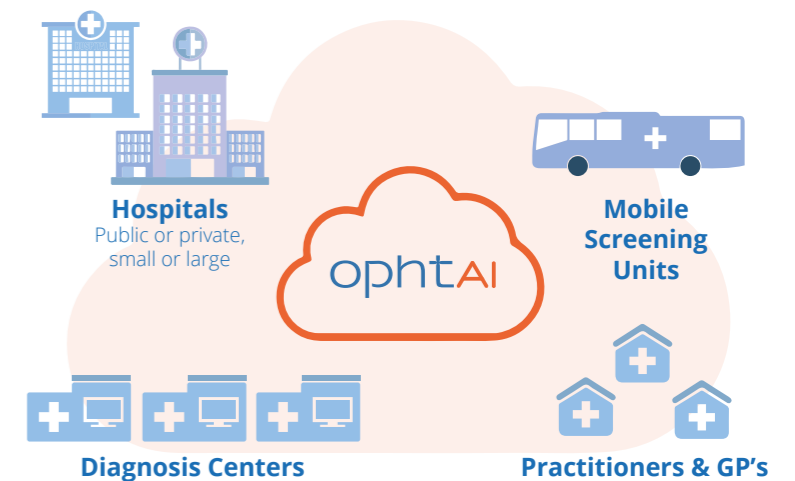 Hospitals
Public or private,
small or large
Mobile
Screening
Units
ophtAI
Diagnosis Centers
Practitioners & GP's